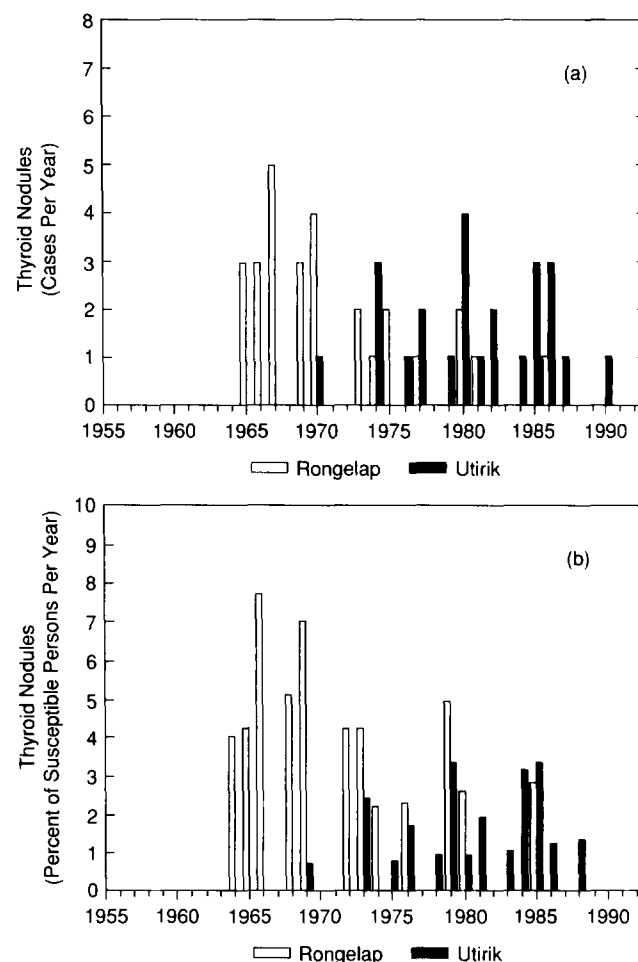 8
7
6
5
4
3
2
1
0
Thyroid Nodules
(Cases Per Year)
(a)
1955 1960 1965 1970 1975 1980 1985 1990
Rongelap Utirik
10
9
8
7
6
5
4
3
2
1
0
Thyroid Nodules
(Percent of Susceptible Persons Per Year)
(b)
1955 1960 1965 1970 1975 1980 1985 1990
Rongelap Utirik